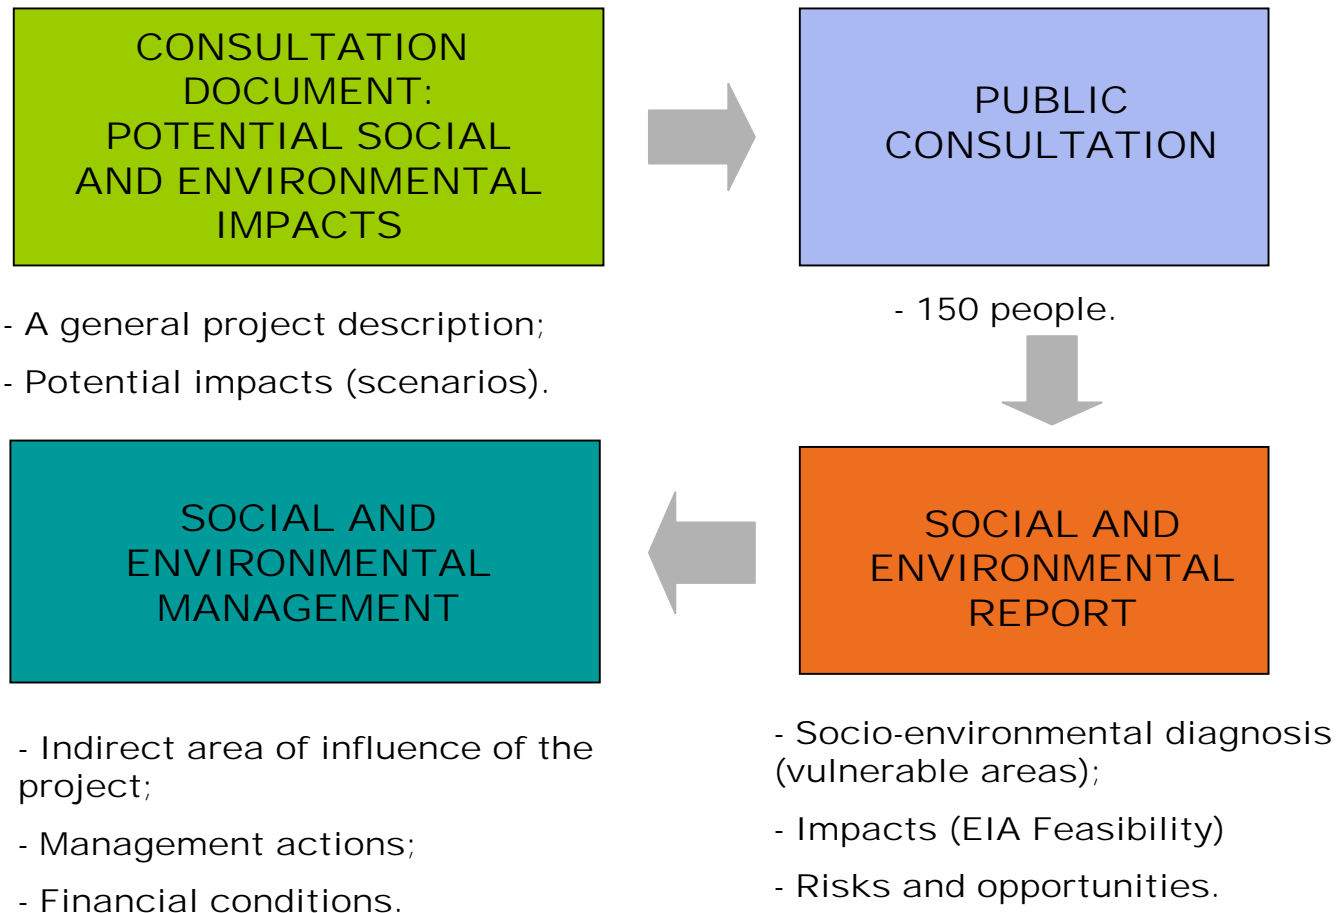 CONSULTATION
DOCUMENT:
POTENTIAL SOCIAL
AND ENVIRONMENTAL
IMPACTS
- A general project description;
- Potential impacts (scenarios).
PUBLIC
CONSULTATION
- 150 people.
SOCIAL AND
ENVIRONMENTAL
REPORT
- Socio-environmental diagnosis
(vulnerable areas);
- Impacts (EIA Feasibility)
- Risks and opportunities.
SOCIAL AND
ENVIRONMENTAL
MANAGEMENT
- Indirect area of influence of the
project;
- Management actions;
- Financial conditions.